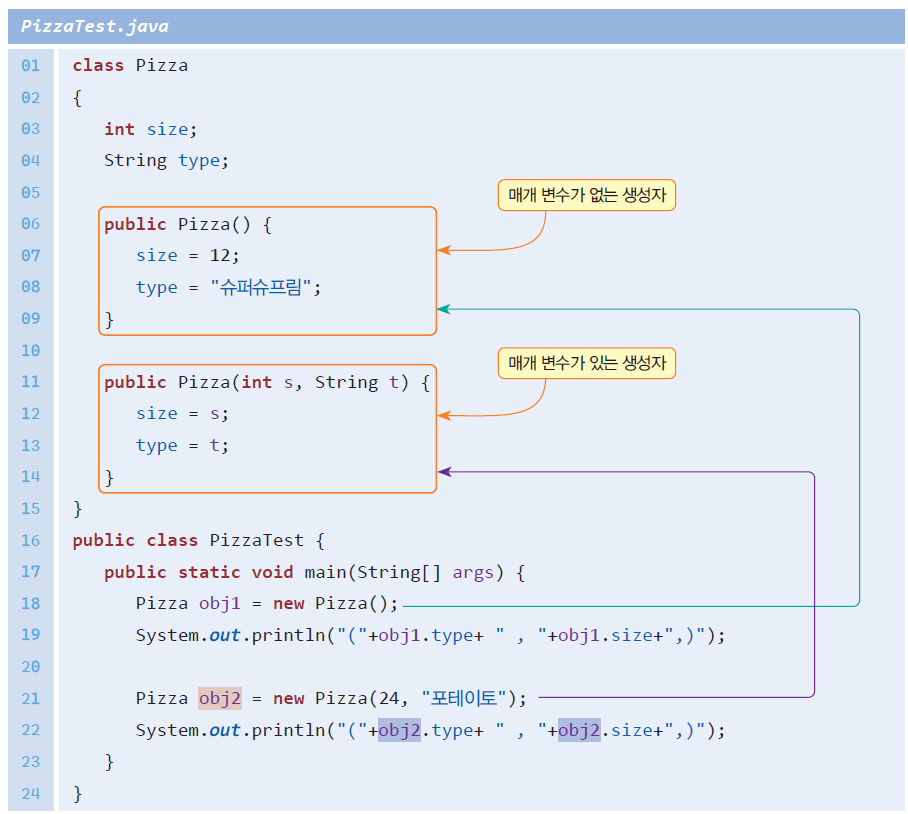 PizzaTest.java
01 class Pizza
02 {
03    int size;
04    String type;
05
매개 변수가 없는 생성자
06    public Pizza() {
07       size = 12;
08       type = "슈퍼슈프림";
09    }
10
매개 변수가 있는 생성자
11    public Pizza(int s, String t) {
12       size = s;
13       type = t;
14    }
15 }
16 public class PizzaTest {
17    public static void main(String[] args) {
18       Pizza obj1 = new Pizza();
19       System.out.println("("+obj1.type+ " , "+obj1.size+",)");
20
21       Pizza obj2 = new Pizza(24, "포테이토");
22       System.out.println("("+obj2.type+ " , "+obj2.size+",)");
23    }
24 }